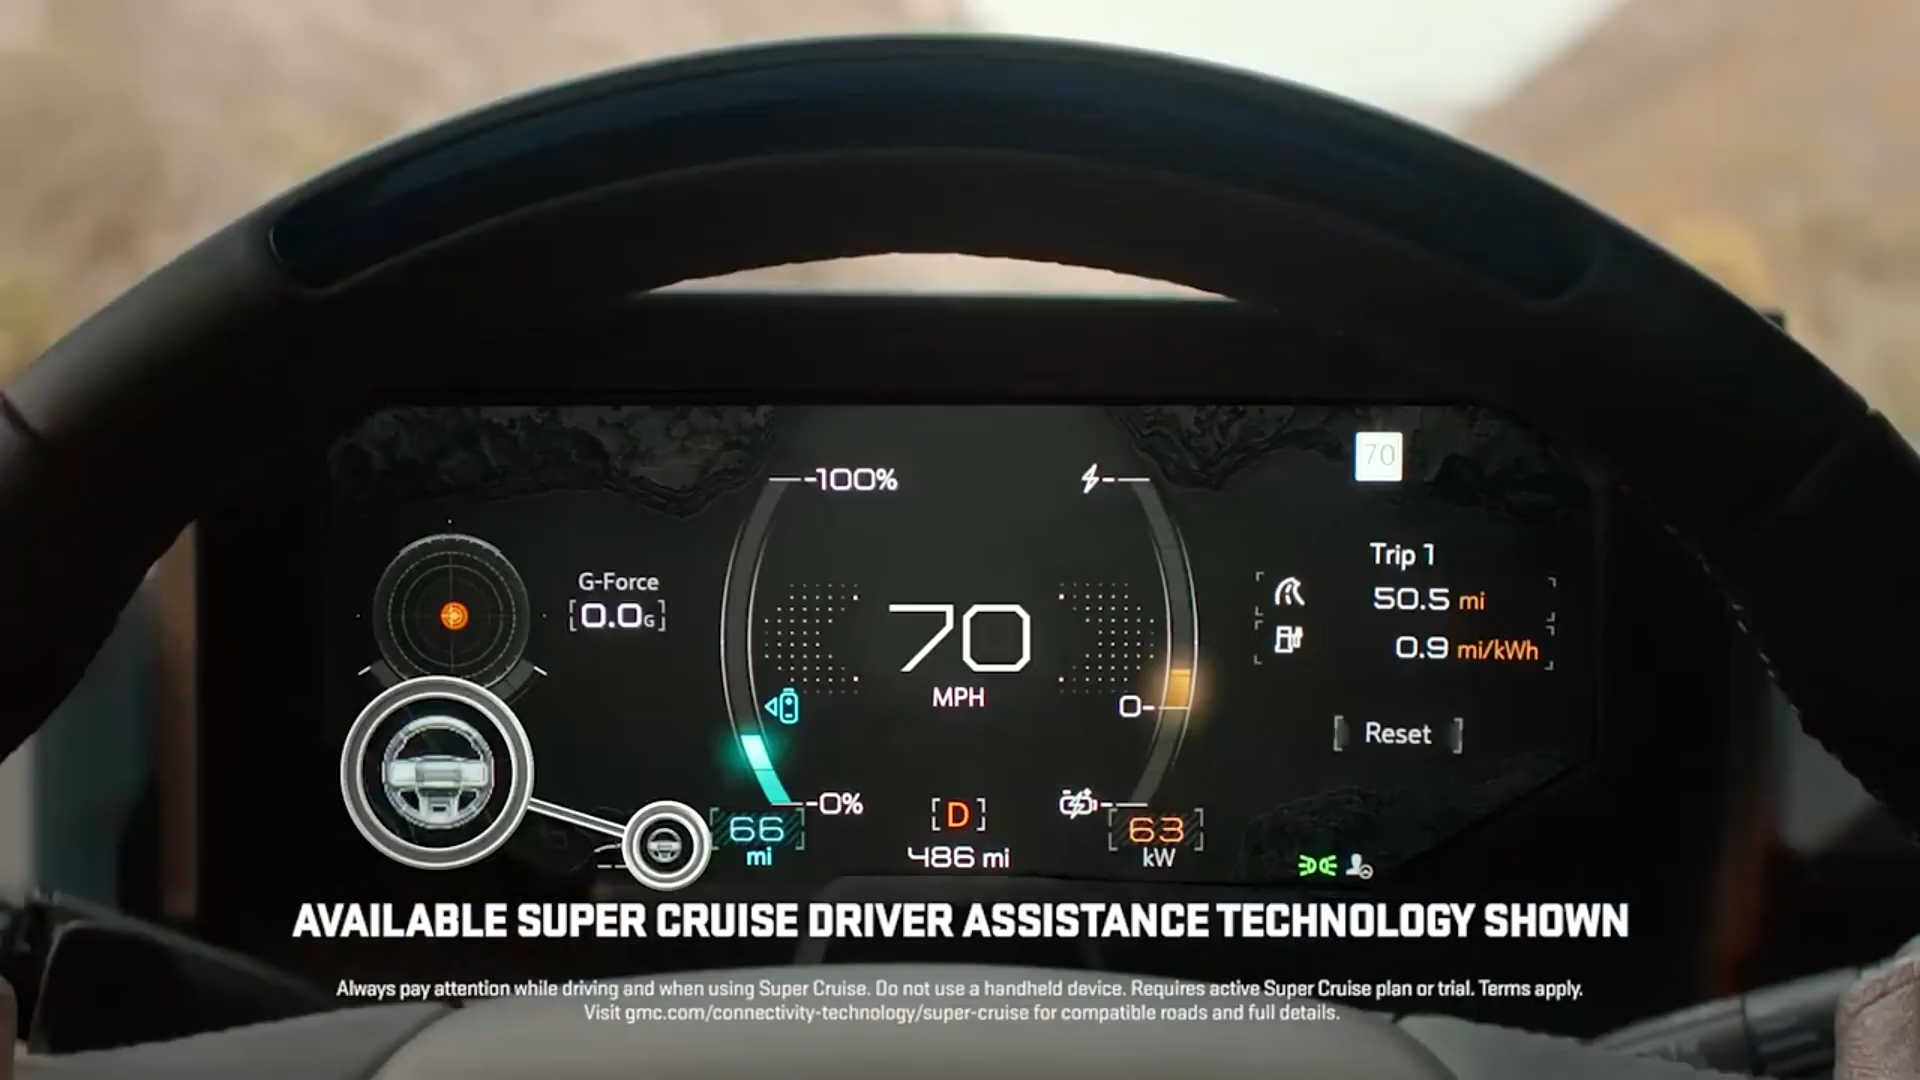 70
-100%
Trip 1
G-Force
0.0G
50.5 mi
70
0.9 mi/kWh
MPH
0-
Reset
-0%
D
66
63
mi
486 mi
kW
AVAILABLE SUPER CRUISE DRIVER ASSISTANCE TECHNOLOGY SHOWN
Always pay attention while driving and when using Super Cruise. Do not use a handheld device. Requires active Super Cruise plan or trial. Terms apply.
Visit gmc.com/connectivity-technology/super-cruise for compatible roads and full details.